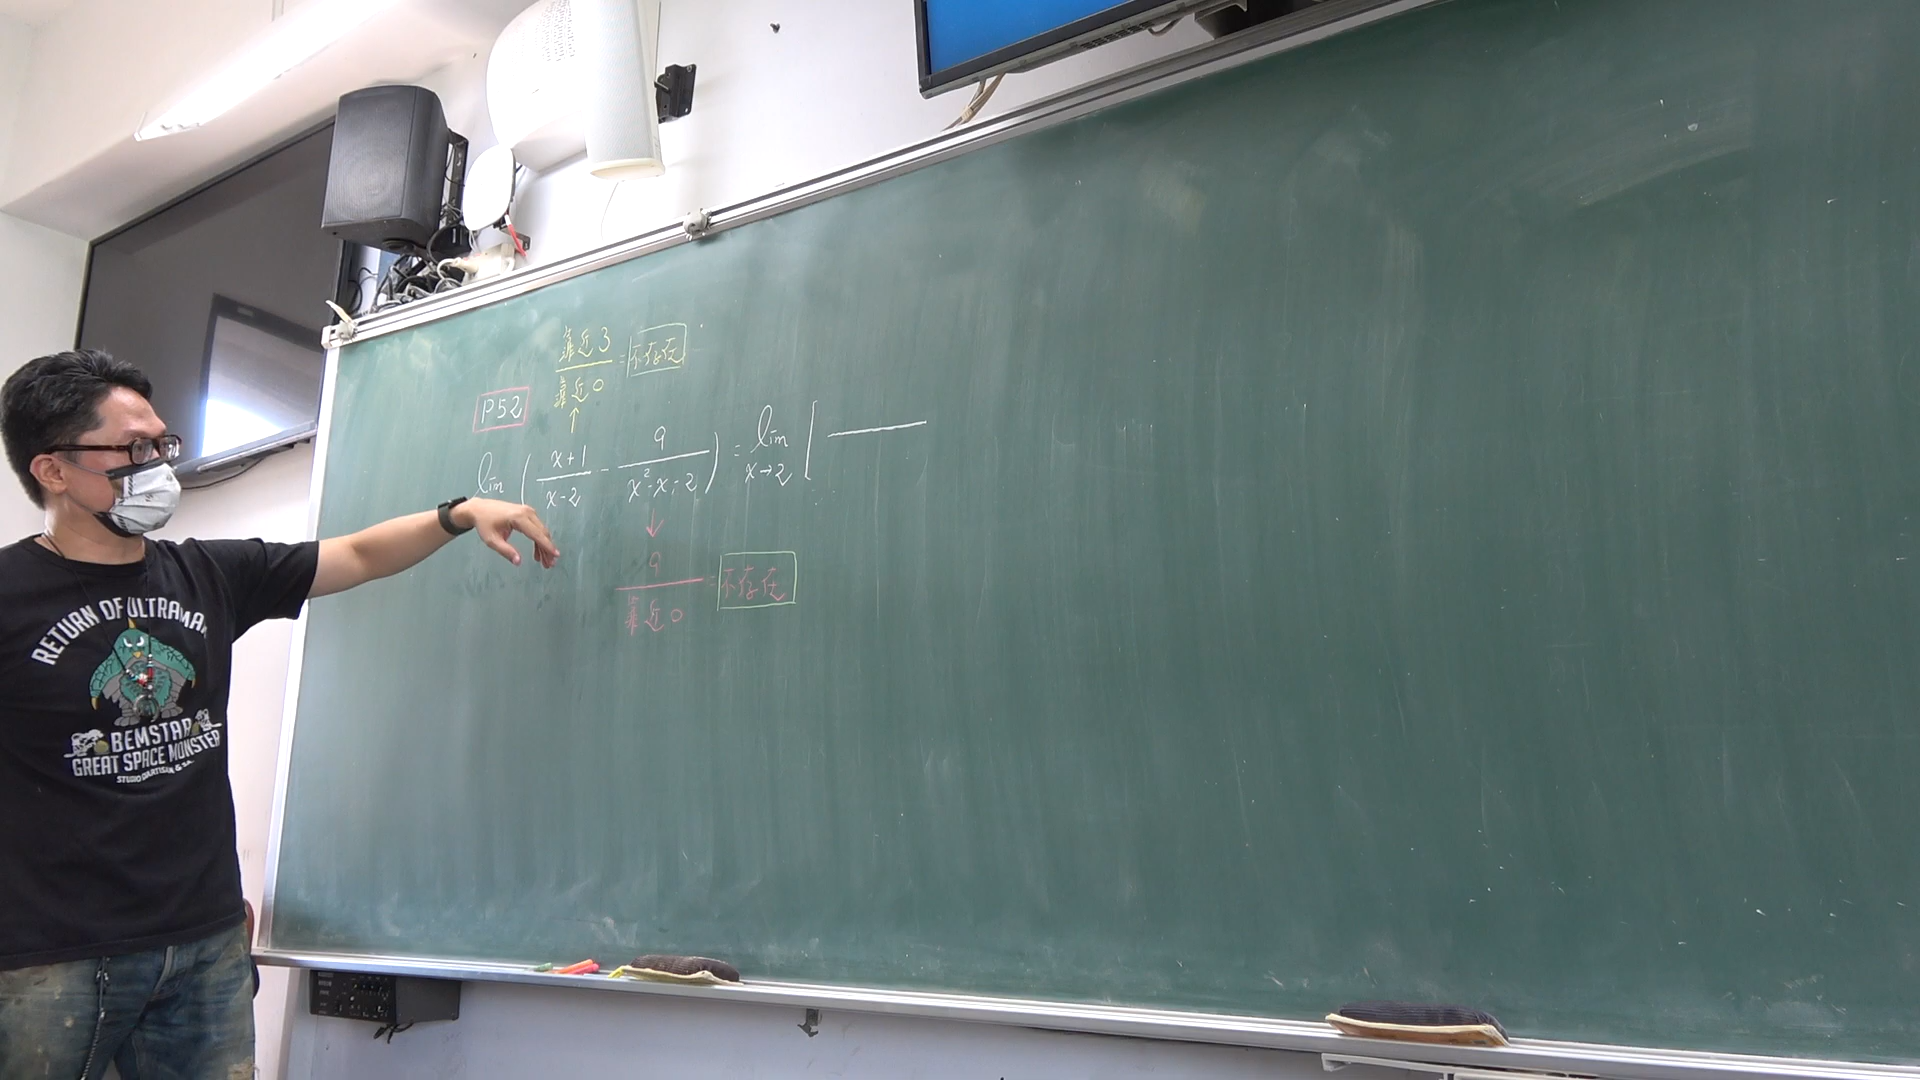 靠近3
靠近0
=不存在
P52
lim ( x+1 / x-2 - 9 / x²-x-2 ) = lim x→2 [
↓
9
靠近0
=不存在
RETURN OF ULTRAMAN
BEMSTAR
GREAT SPACE MONSTER